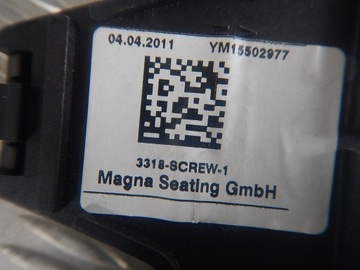 04.04.2011 YM15502977
3318-SCREW-1
Magna Seating GmbH